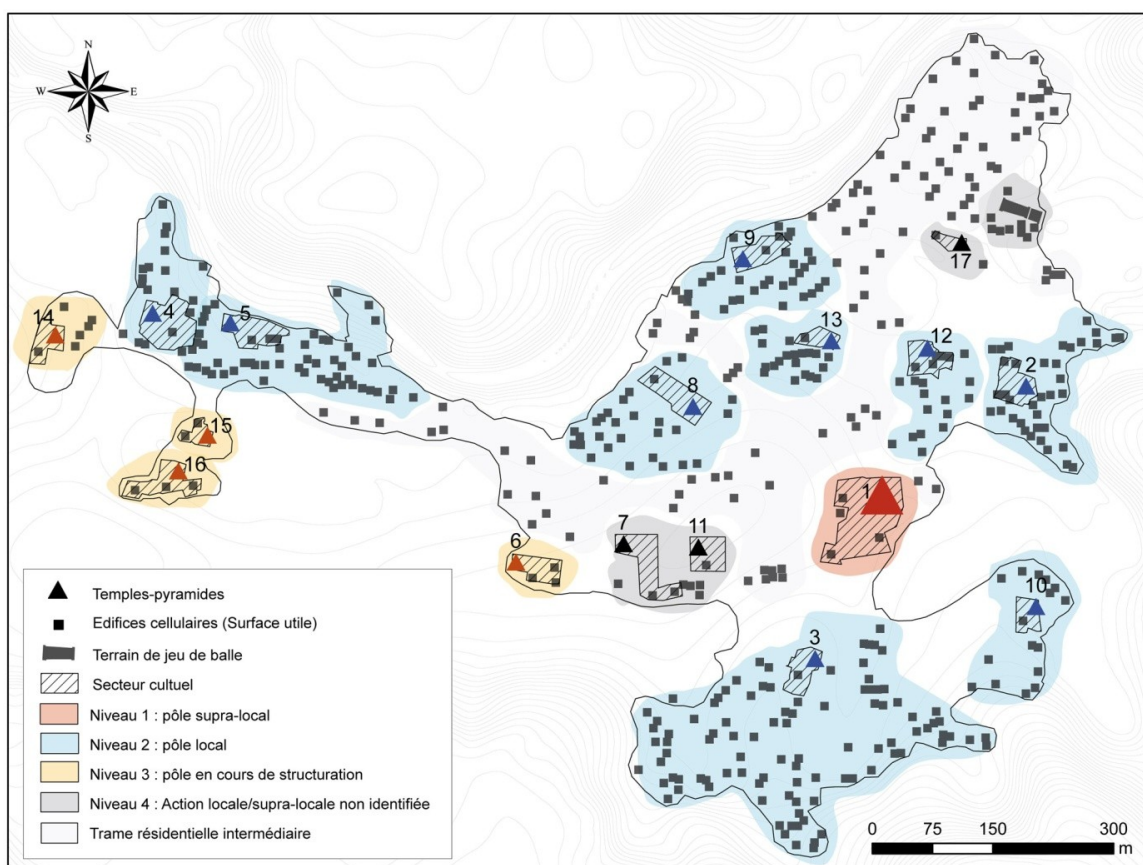 N
W E
S
9
17
14
4
5
13
12
2
8
15
16
1
7
11
6
10
3
Temples-pyramides
Edifices cellulaires (Surface utile)
Terrain de jeu de balle
Secteur cultuel
Niveau 1 : pôle supra-local
Niveau 2 : pôle local
Niveau 3 : pôle en cours de structuration
Niveau 4 : Action locale/supra-locale non identifiée
Trame résidentielle intermédiaire
0 75 150 300
m